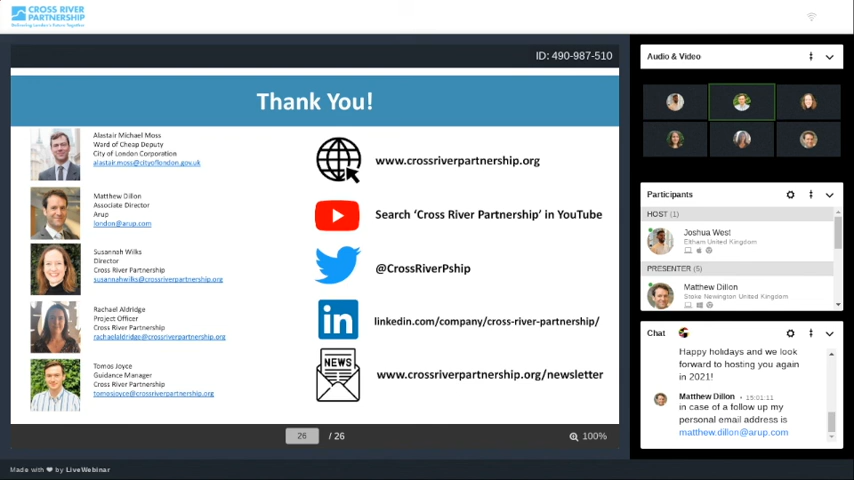 CROSS RIVER
PARTNERSHIP
Delivering London's Future Together
ID: 490-987-510
Thank You!
Alastair Michael Moss
Ward of Cheap Deputy
City of London Corporation
alastair.moss@cityoflondon.gov.uk
Matthew Dillon
Associate Director
Arup
london@arup.com
Susannah Wilks
Director
Cross River Partnership
susannahwilks@crossriverpartnership.org
Rachael Aldridge
Project Officer
Cross River Partnership
rachaelaldridge@crossriverpartnership.org
Tomos Joyce
Guidance Manager
Cross River Partnership
tomosjoyce@crossriverpartnership.org
www.crossriverpartnership.org
Search ‘Cross River Partnership’ in YouTube
@CrossRiverPship
in
linkedin.com/company/cross-river-partnership/
NEWS
www.crossriverpartnership.org/newsletter
26 / 26
100%
Made with ❤ by LiveWebinar
Audio & Video
Participants
HOST (1)
Joshua West
Eltham United Kingdom
PRESENTER (5)
Matthew Dillon
Stoke Newington United Kingdom
Chat
Happy holidays and we look
forward to hosting you again
in 2021!
Matthew Dillon • 15:01:11
in case of a follow up my
personal email address is
matthew.dillon@arup.com